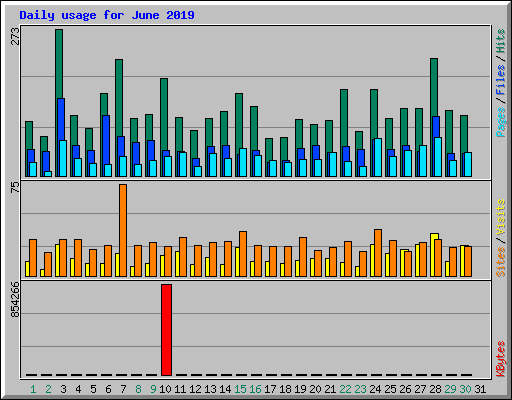 Daily usage for June 2019
273
Pages / Files / Hits
75
Sites / Visits
854266
KBytes
1 2 3 4 5 6 7 8 9 10 11 12 13 14 15 16 17 18 19 20 21 22 23 24 25 26 27 28 29 30 31